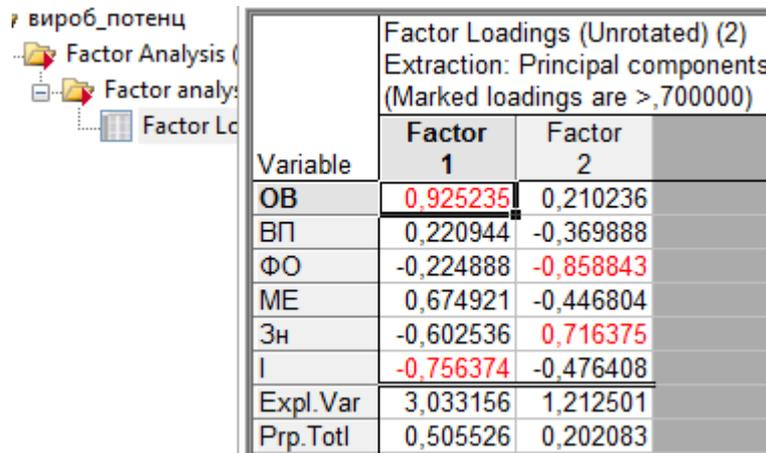 вироб_потенц
Factor Analysis (
Factor analys
Factor Lo
Factor Loadings (Unrotated) (2)
Extraction: Principal components
(Marked loadings are >,700000)
Variable Factor 1 Factor 2
ОВ 0,925235 0,210236
ВП 0,220944 -0,369888
ФО -0,224888 -0,858843
МЕ 0,674921 -0,446804
Зн -0,602536 0,716375
І -0,756374 -0,476408
Expl.Var 3,033156 1,212501
Prp.Totl 0,505526 0,202083